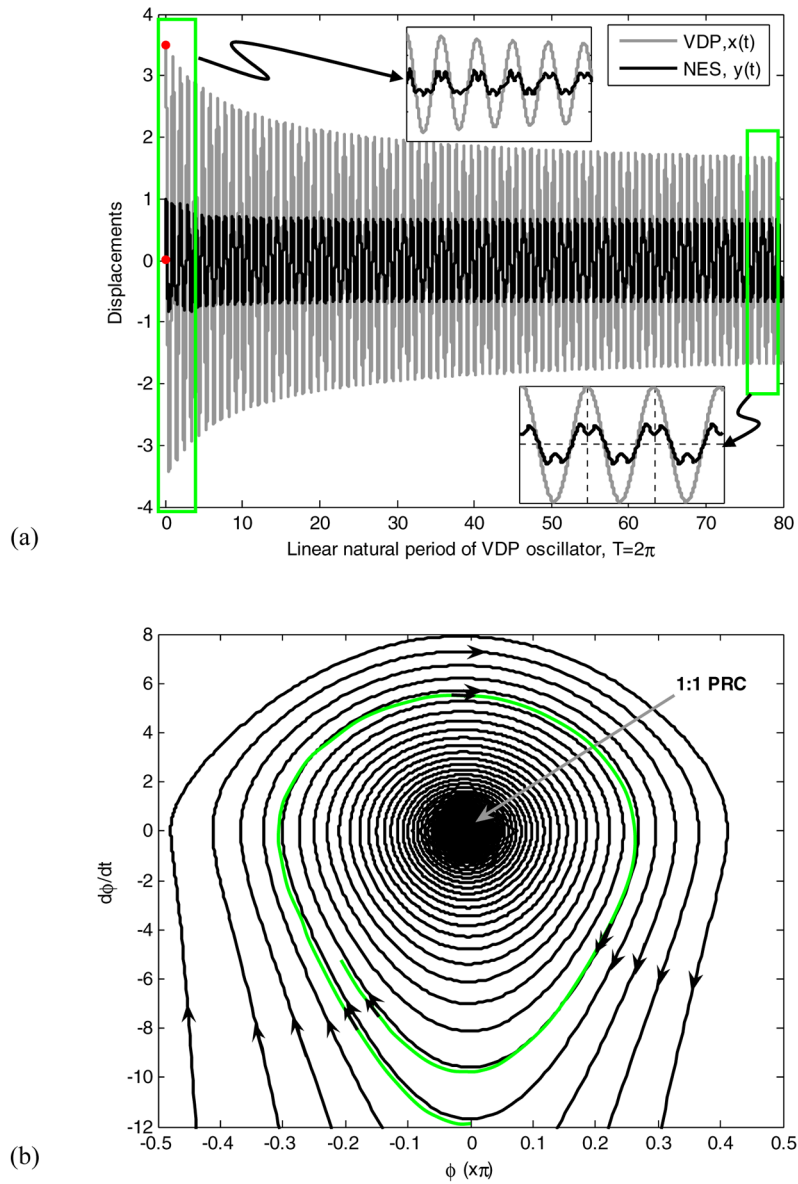 4
3
2
1
0
-1
-2
-3
-4
Displacements
VDP,x(t)
NES, y(t)
0 10 20 30 40 50 60 70 80
Linear natural period of VDP oscillator, T=2π
(a)
8
6
4
2
0
-2
-4
-6
-8
-10
-12
dϕ/dt
1:1 PRC
-0.5 -0.4 -0.3 -0.2 -0.1 0 0.1 0.2 0.3 0.4 0.5
ϕ (xπ)
(b)